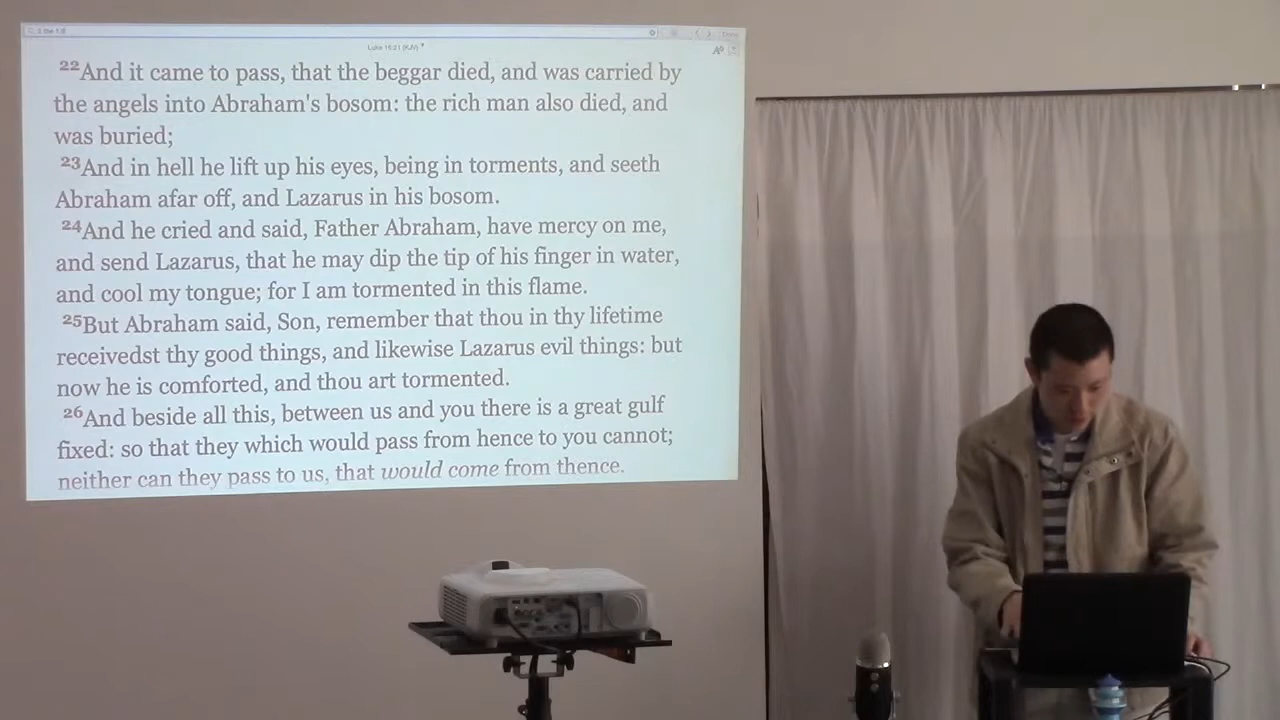 Luke 16:21 (KJV)
22And it came to pass, that the beggar died, and was carried by
the angels into Abraham's bosom: the rich man also died, and
was buried;
23And in hell he lift up his eyes, being in torments, and seeth
Abraham afar off, and Lazarus in his bosom.
24And he cried and said, Father Abraham, have mercy on me,
and send Lazarus, that he may dip the tip of his finger in water,
and cool my tongue; for I am tormented in this flame.
25But Abraham said, Son, remember that thou in thy lifetime
receivedst thy good things, and likewise Lazarus evil things: but
now he is comforted, and thou art tormented.
26And beside all this, between us and you there is a great gulf
fixed: so that they which would pass from hence to you cannot;
neither can they pass to us, that would come from thence.